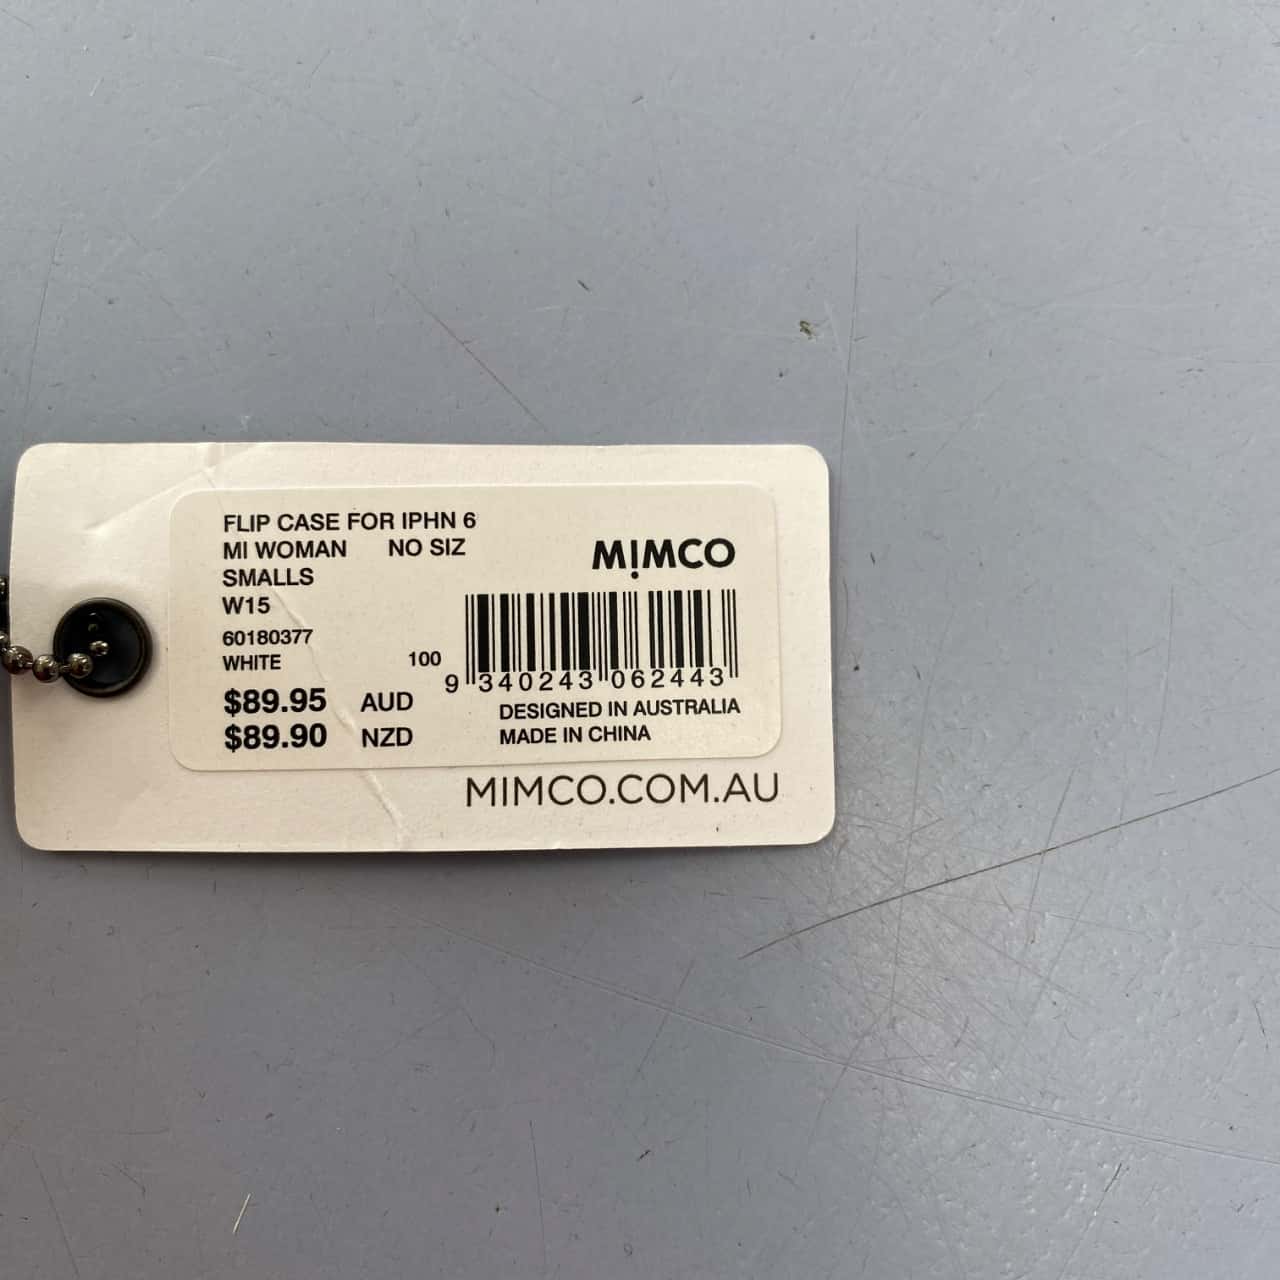 FLIP CASE FOR IPHN 6
MI WOMAN NO SIZ
SMALLS
W15
60180377
WHITE 100
$89.95 AUD
$89.90 NZD
MIMCO
9 340243 062443
DESIGNED IN AUSTRALIA
MADE IN CHINA
MIMCO.COM.AU